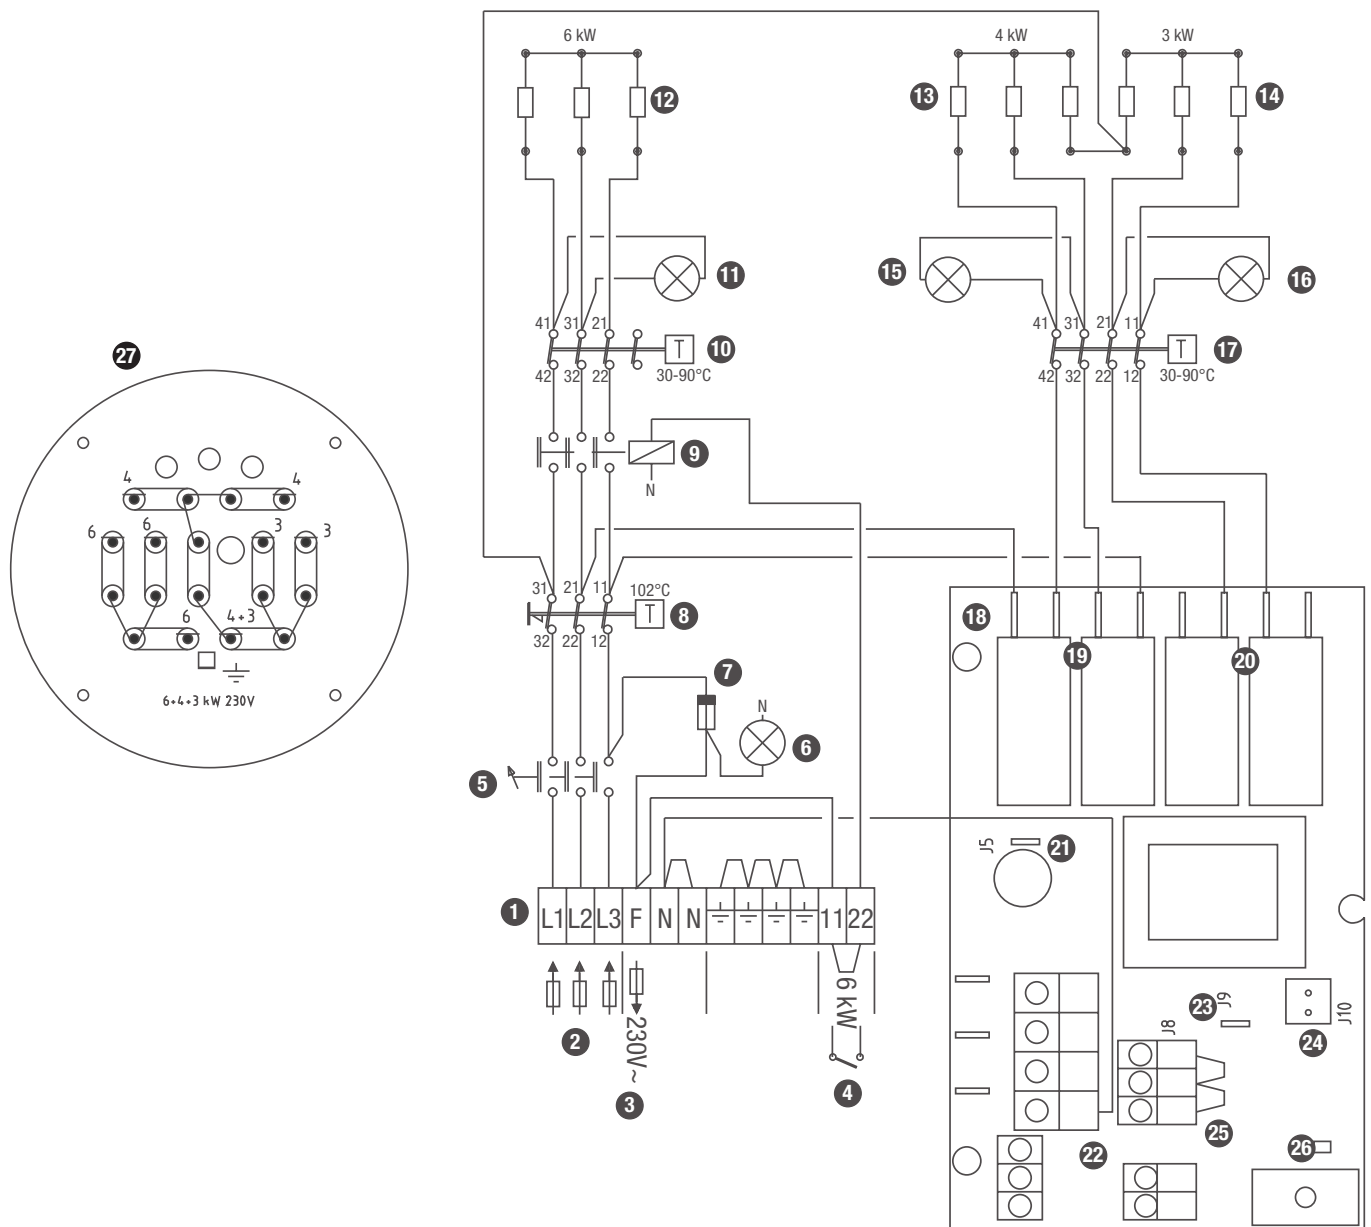 6 kW
4 kW
3 kW
12
13
14
11
15
16
41 31 21
41 31 21 11
10
17
42 32 22
30-90°C
42 32 22 12
30-90°C
27
9
N
4
4
6
6
3
3
6
4+3
6+4+3 kW 230V
31 21 11
102°C
8
32 22 12
18
19
20
7
N
6
5
J5
21
1
L1 L2 L3 F N N 11 22
2
230V~
3
6 kW
4
23
J9
J8
J10
24
25
22
26